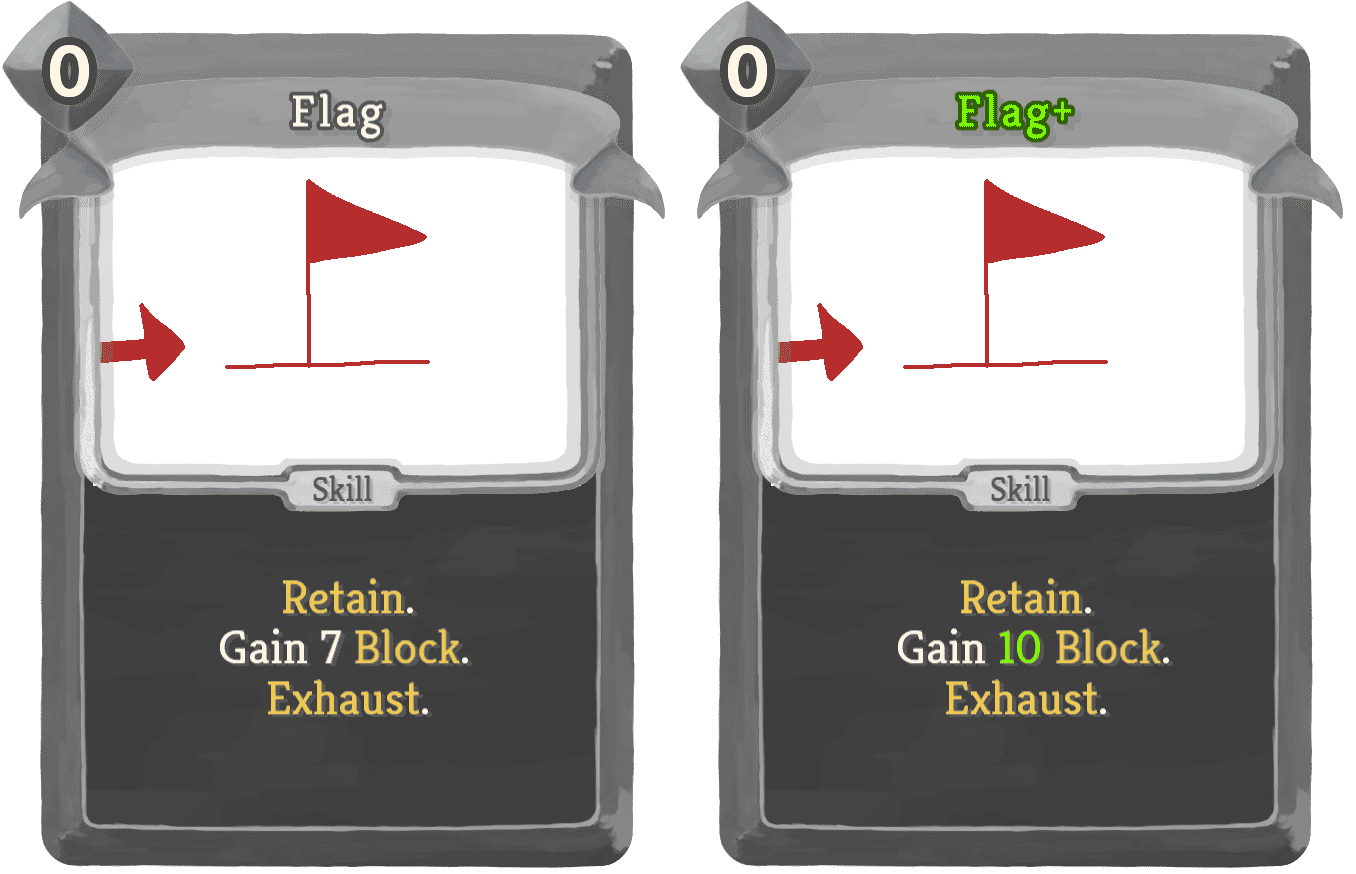 0
Flag
Skill
Retain.
Gain 7 Block.
Exhaust.
0
Flag+
Skill
Retain.
Gain 10 Block.
Exhaust.